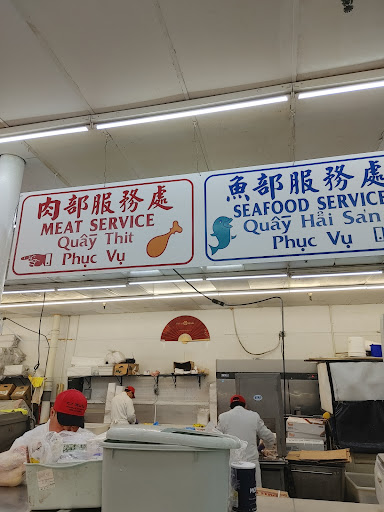 肉部服務處
MEAT SERVICE
Quầy Thịt
Phục Vụ
魚部服務處
SEAFOOD SERVICE
Quầy Hải Sản
Phục Vụ